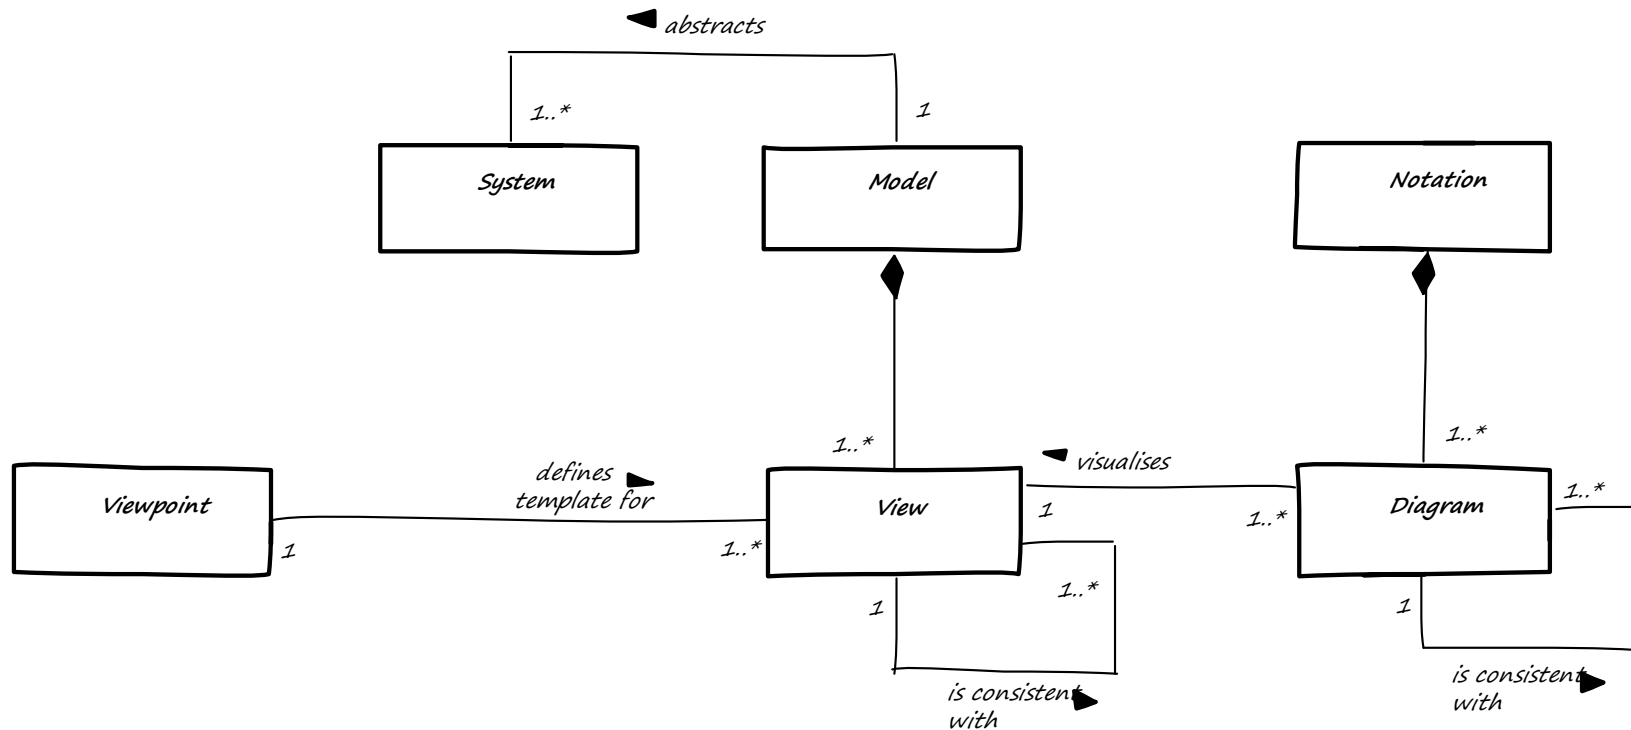 abstracts
1..*
1
System
Model
Notation
1..*
1..*
defines
template for
visualises
Viewpoint
View
Diagram
1..*
1
1..*
1
1..*
1
1..*
1
is consistent
with
is consistent
with